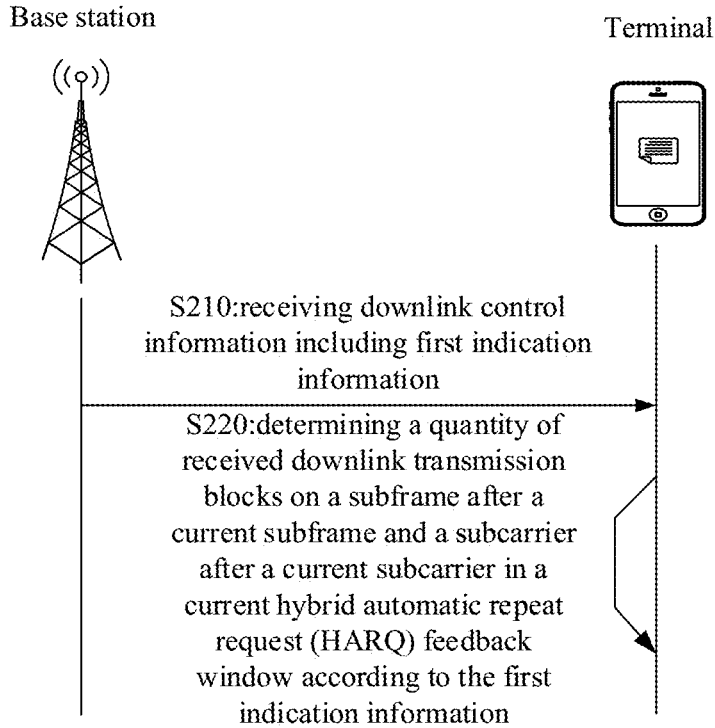 Base station
Terminal
S210:receiving downlink control
information including first indication
information
S220:determining a quantity of
received downlink transmission
blocks on a subframe after a
current subframe and a subcarrier
after a current subcarrier in a
current hybrid automatic repeat
request (HARQ) feedback
window according to the first
indication information